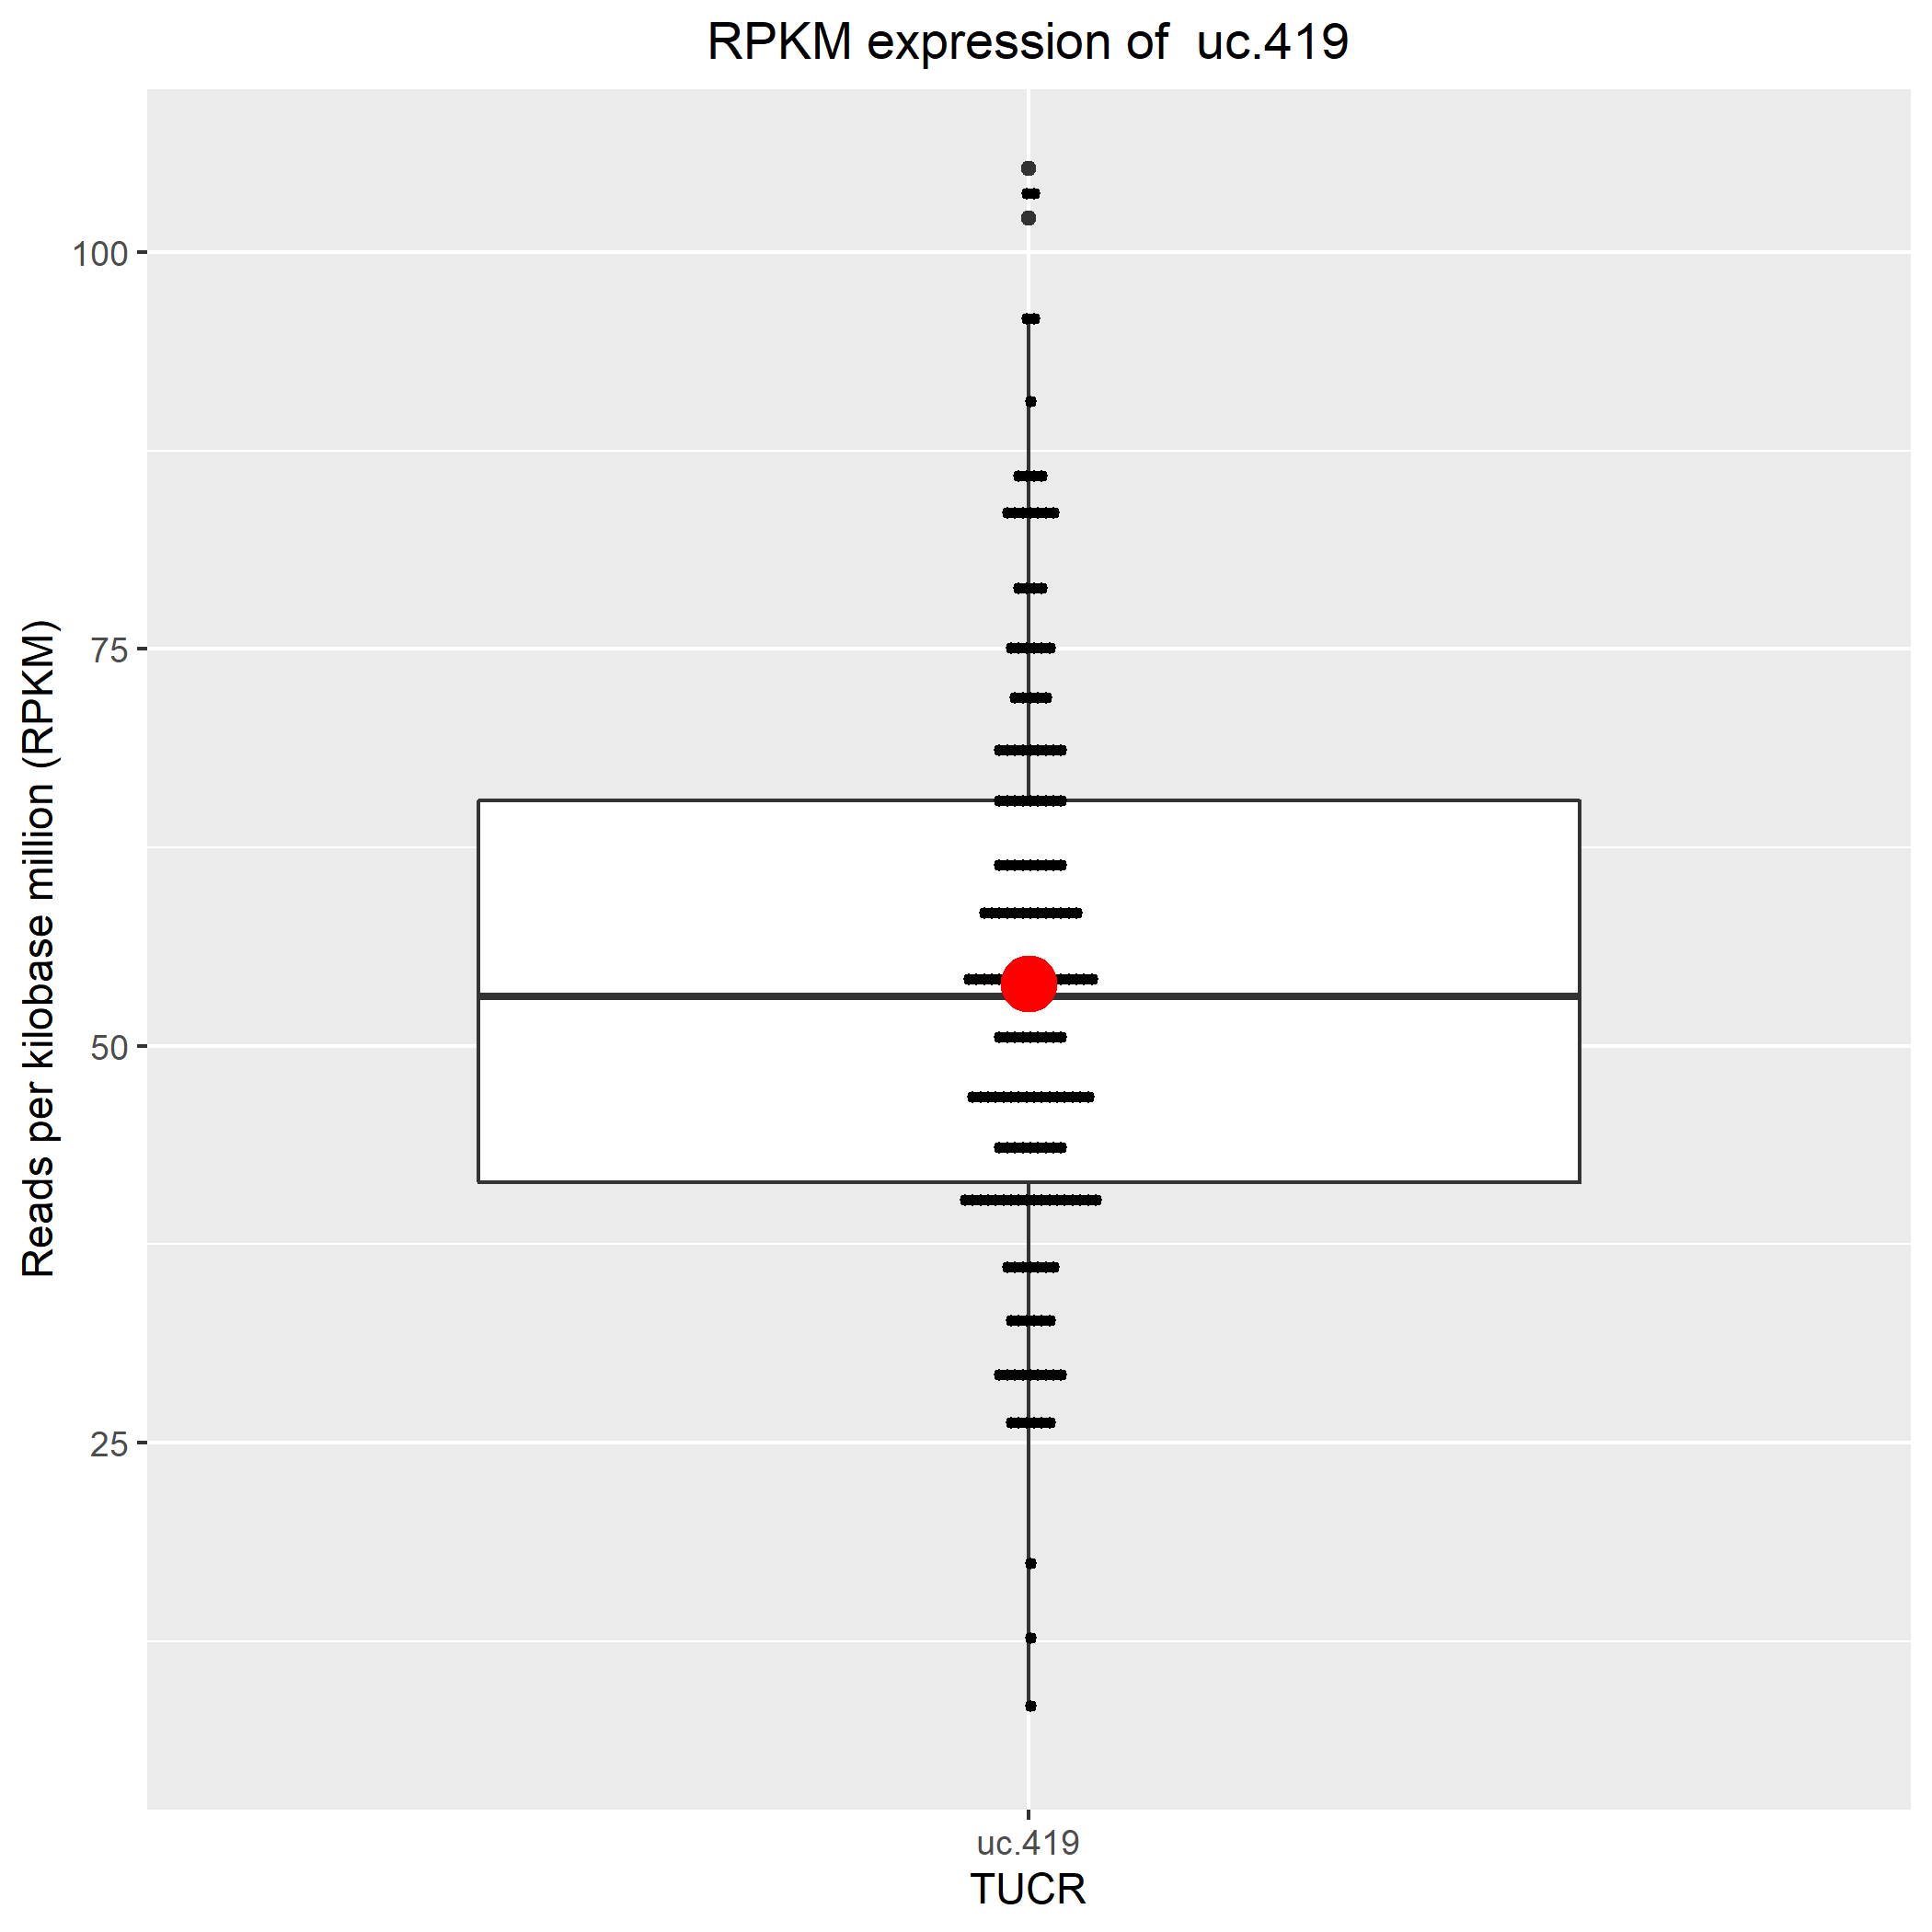 RPKM expression of  uc.419
Reads per kilobase million (RPKM)
100
75
50
25
uc.419
TUCR